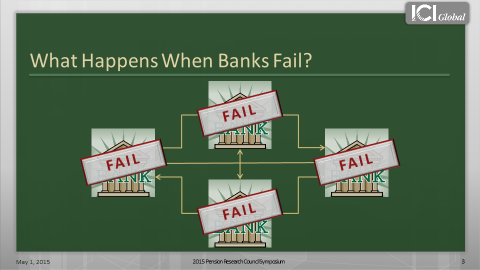 ICI Global
What Happens When Banks Fail?
FAIL
FAIL
FAIL
FAIL
May 1, 2015
2015 Pension Research Council Symposium
3